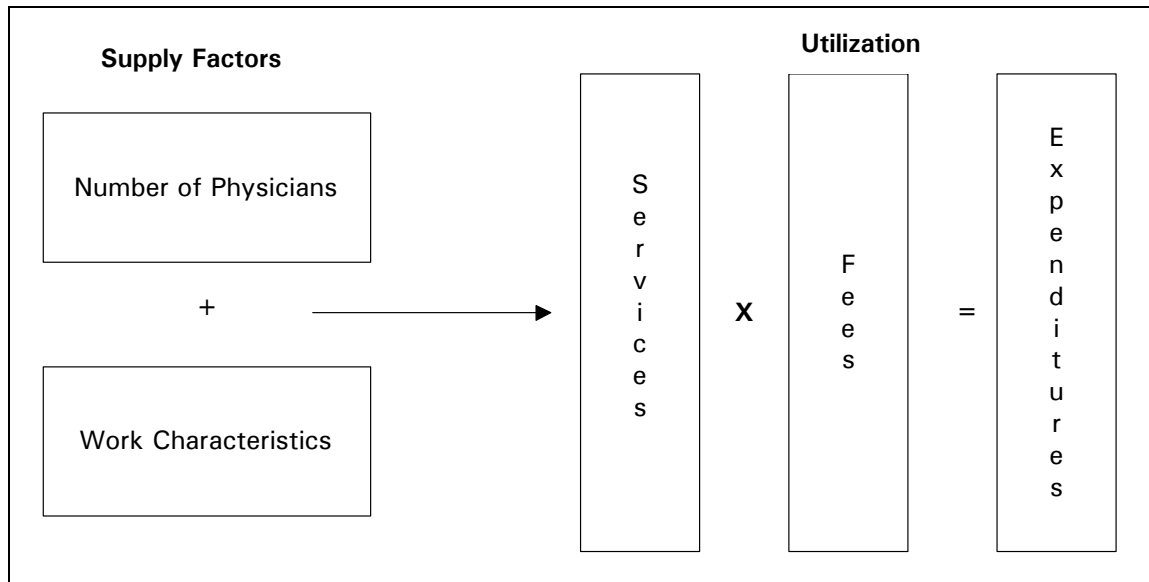 Supply Factors
Utilization
Number of Physicians
+
Work Characteristics
Services
X
Fees
=
Expenditures